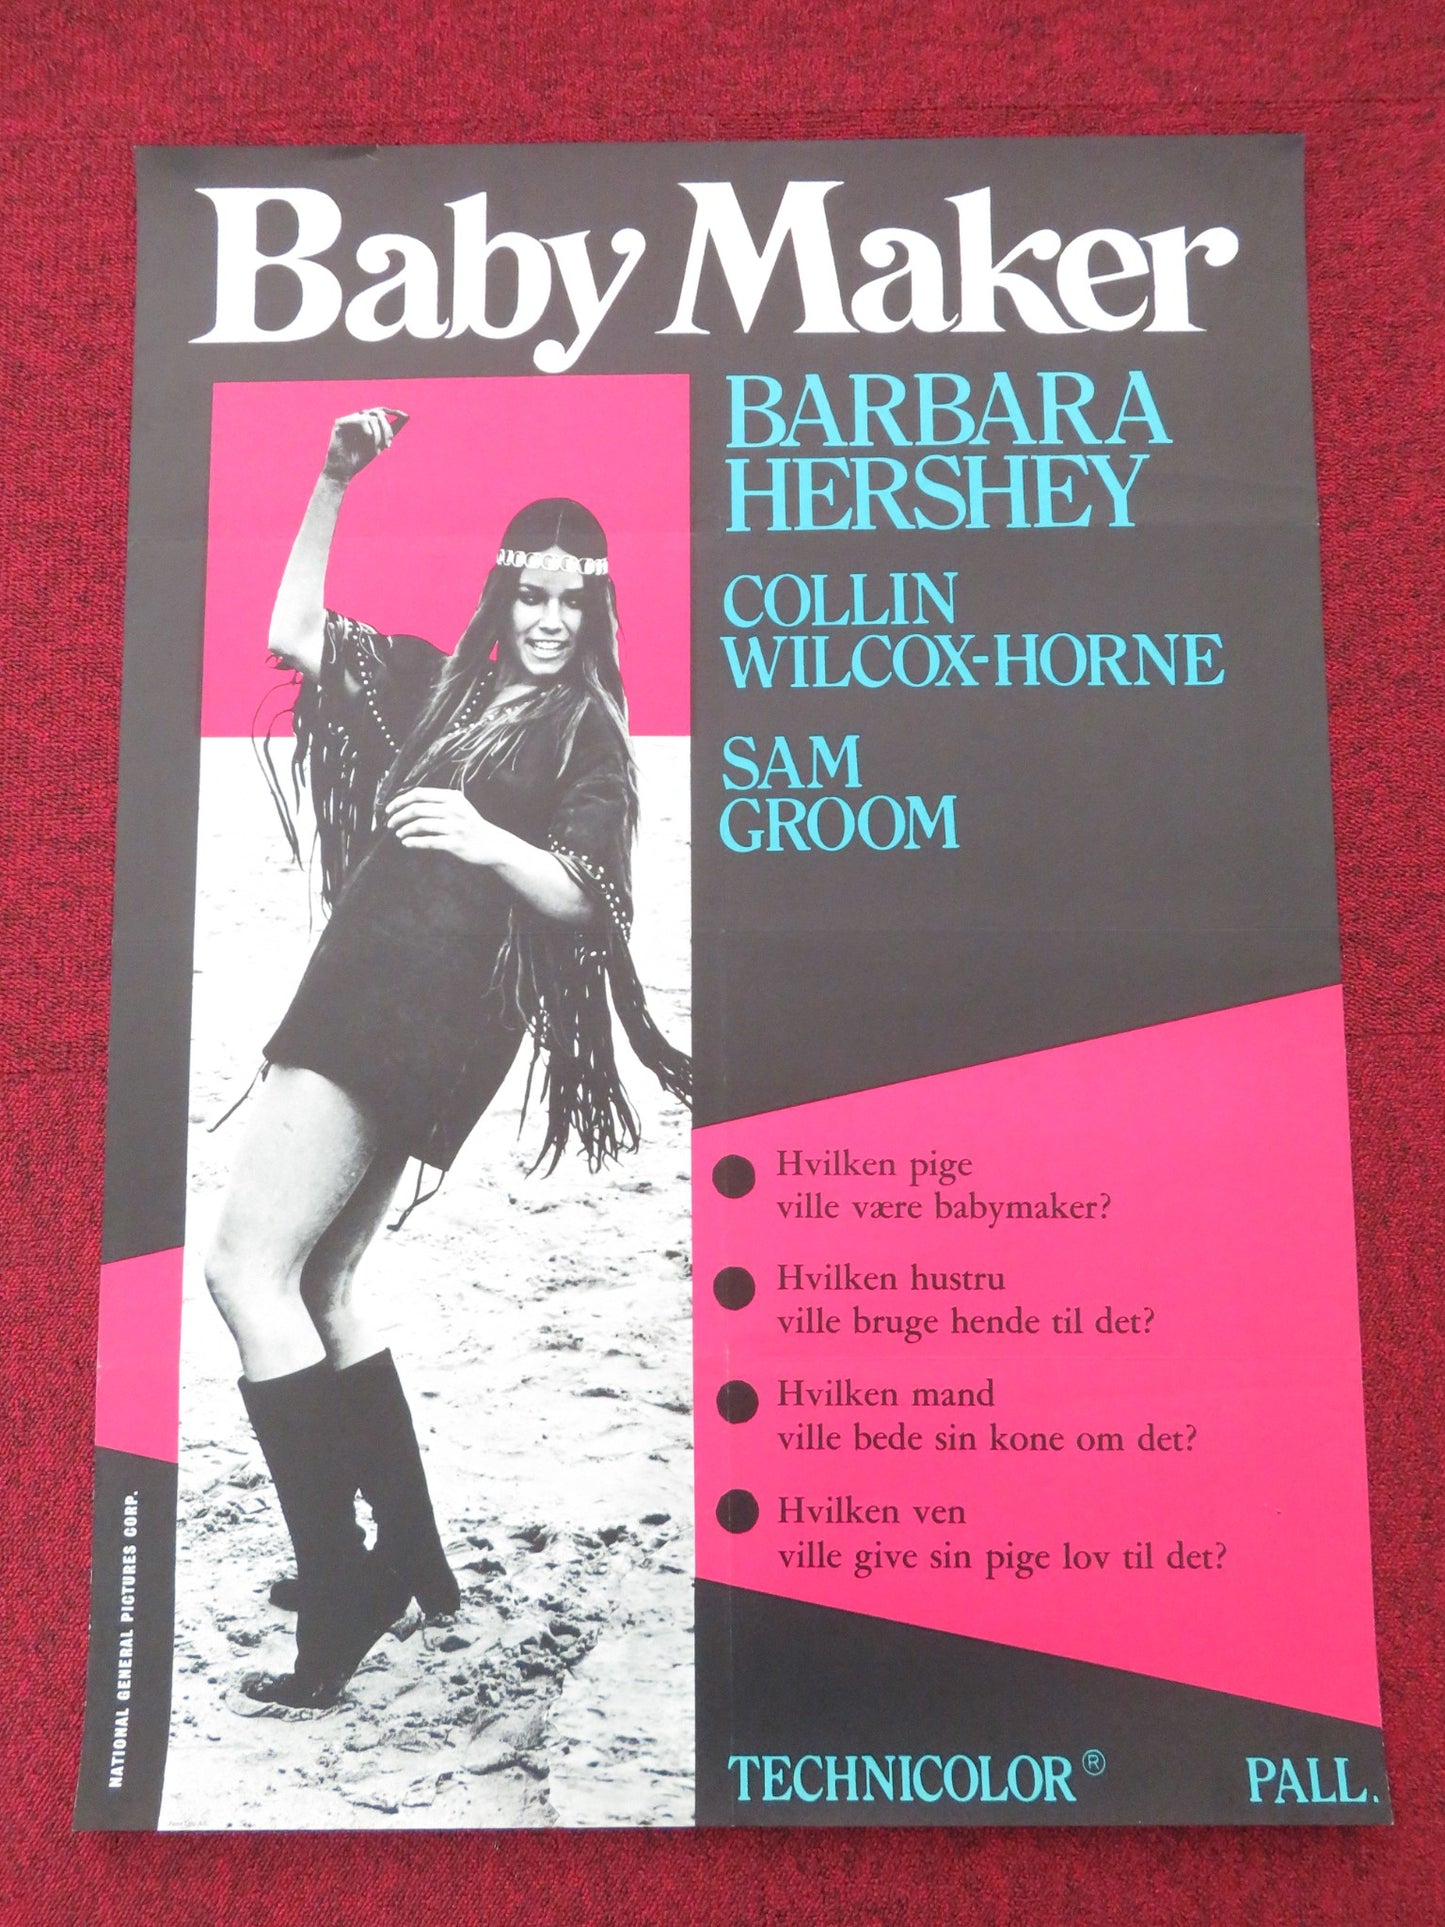 Baby Maker
BARBARA
HERSHEY
COLLIN
WILCOX-HORNE
SAM
GROOM
Hvilken pige
ville være babymaker?
Hvilken hustru
ville bruge hende til det?
Hvilken mand
ville bede sin kone om det?
Hvilken ven
ville give sin pige lov til det?
NATIONAL GENERAL PICTURES CORP.
TECHNICOLOR ® PALL.